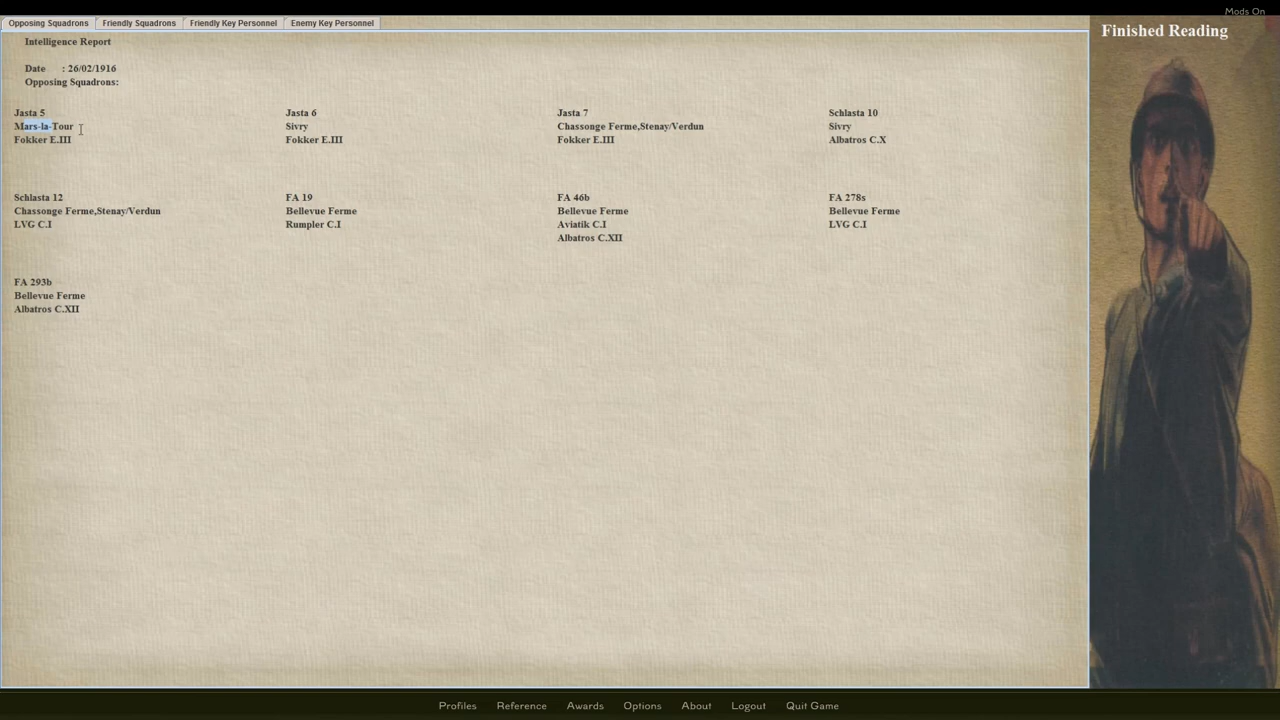 Mods On
Opposing Squadrons
Friendly Squadrons
Friendly Key Personnel
Enemy Key Personnel
Finished Reading
Intelligence Report
Date : 26/02/1916
Opposing Squadrons:
Jasta 5
Mars-la-Tour
Fokker E.III
Jasta 6
Sivry
Fokker E.III
Jasta 7
Chassonge Ferme,Stenay/Verdun
Fokker E.III
Schlasta 10
Sivry
Albatros C.X
Schlasta 12
Chassonge Ferme,Stenay/Verdun
LVG C.I
FA 19
Bellevue Ferme
Rumpler C.I
FA 46b
Bellevue Ferme
Aviatik C.I
Albatros C.XII
FA 278s
Bellevue Ferme
LVG C.I
FA 293b
Bellevue Ferme
Albatros C.XII
Profiles
Reference
Awards
Options
About
Logout
Quit Game